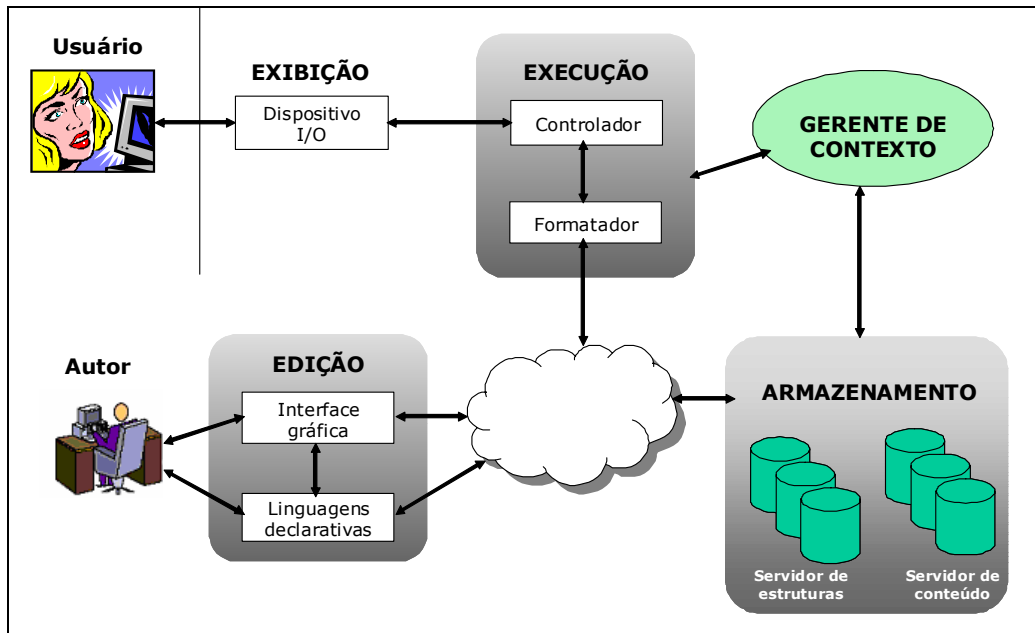 Usuário
EXIBIÇÃO
Dispositivo
I/O
EXECUÇÃO
Controlador
Formatador
GERENTE DE
CONTEXTO
Autor
EDIÇÃO
Interface
gráfica
Linguagens
declarativas
ARMAZENAMENTO
Servidor de
estruturas
Servidor de
conteúdo